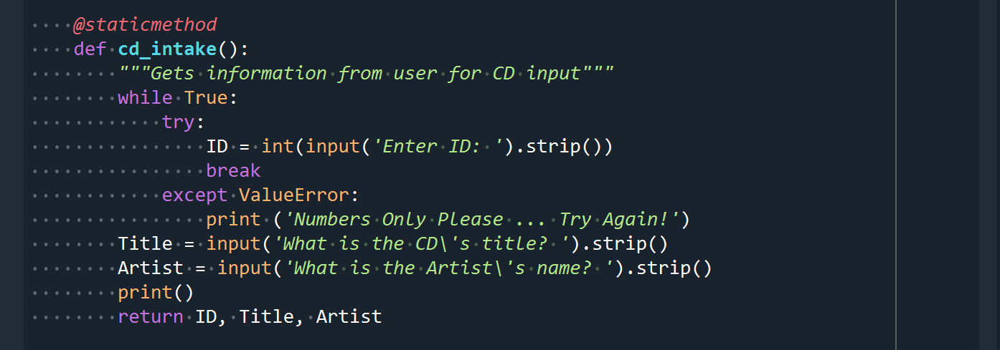 @staticmethod
def cd_intake():
"""Gets information from user for CD input"""
while True:
try:
ID = int(input('Enter ID: ').strip())
break
except ValueError:
print ('Numbers Only Please ... Try Again!')
Title = input('What is the CD\'s title? ').strip()
Artist = input('What is the Artist\'s name? ').strip()
print()
return ID, Title, Artist